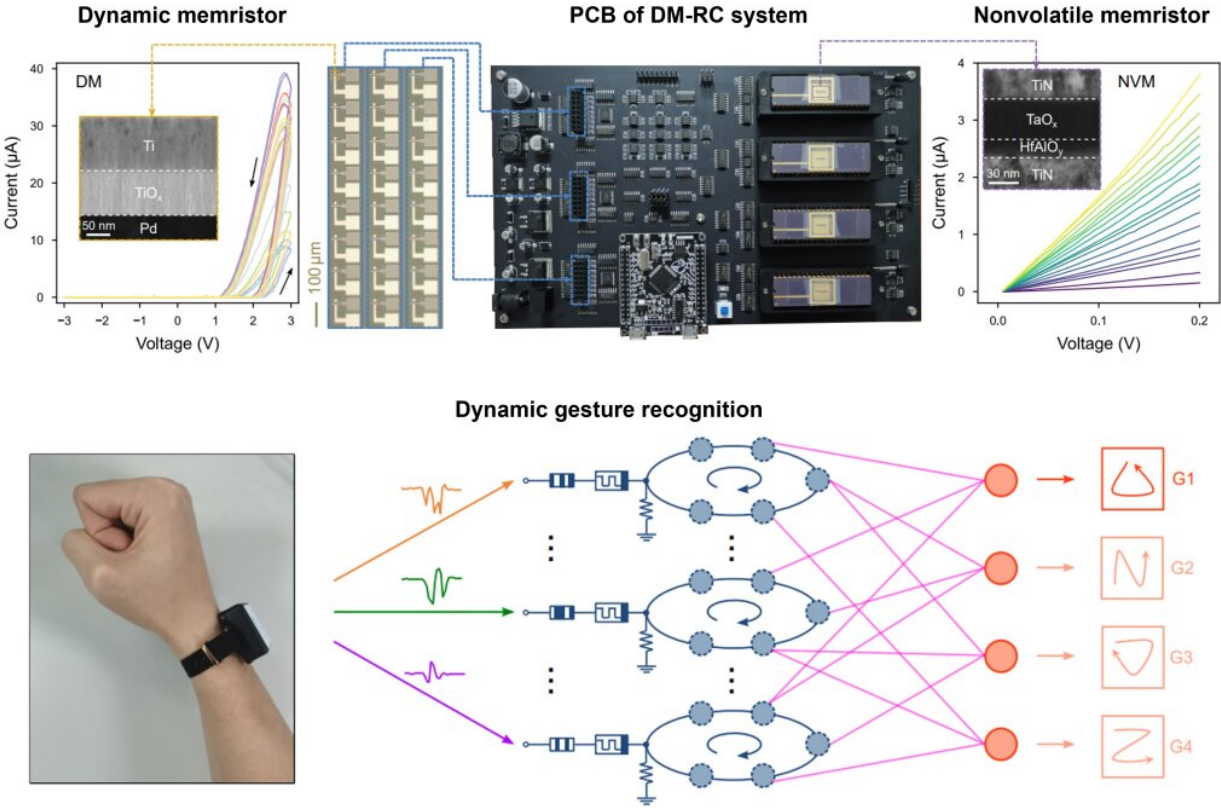 Dynamic memristor
PCB of DM-RC system
Nonvolatile memristor
40
30
20
10
0
Current (μA)
DM
Ti
TiOₓ
50 nm
Pd
−3
−2
−1
0
1
2
3
Voltage (V)
100 μm
4
3
2
1
0
Current (μA)
NVM
TiN
TaOₓ
HfAlOᵧ
30 nm
TiN
0.0
0.1
0.2
Voltage (V)
Dynamic gesture recognition
G1
G2
G3
G4